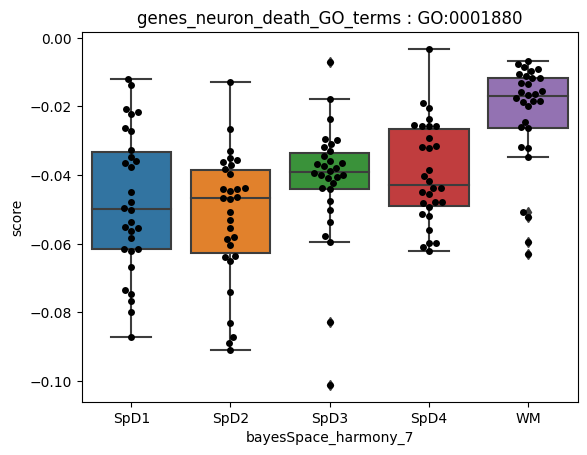 genes_neuron_death_GO_terms : GO:0001880
0.00
−0.02
−0.04
−0.06
−0.08
−0.10
score
SpD1 SpD2 SpD3 SpD4 WM
bayesSpace_harmony_7